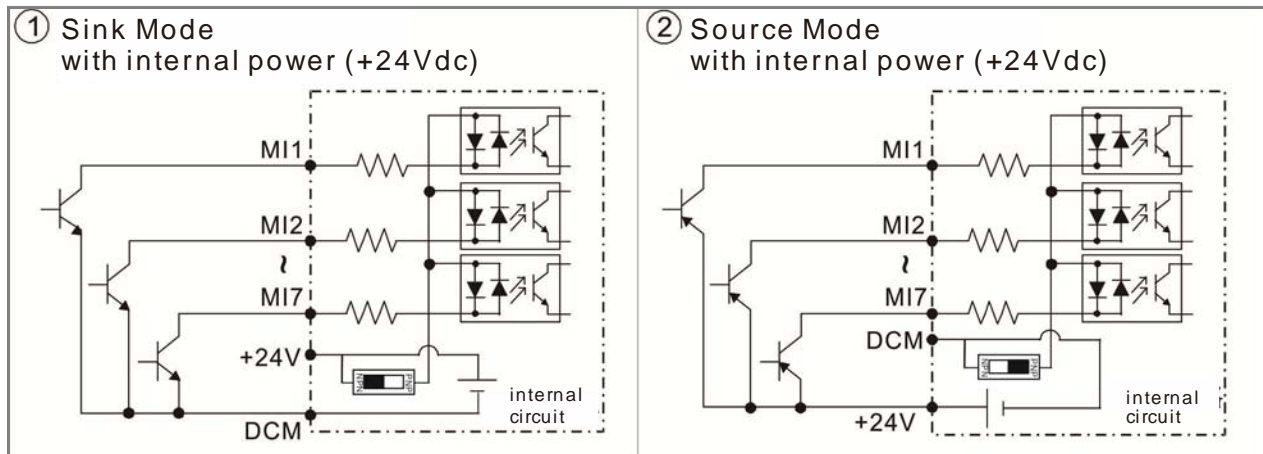 ① Sink Mode
with internal power (+24Vdc)
MI1
MI2
~
MI7
+24V
NPN
PNP
internal
circuit
DCM
② Source Mode
with internal power (+24Vdc)
MI1
MI2
~
MI7
DCM
NPN
PNP
internal
circuit
+24V